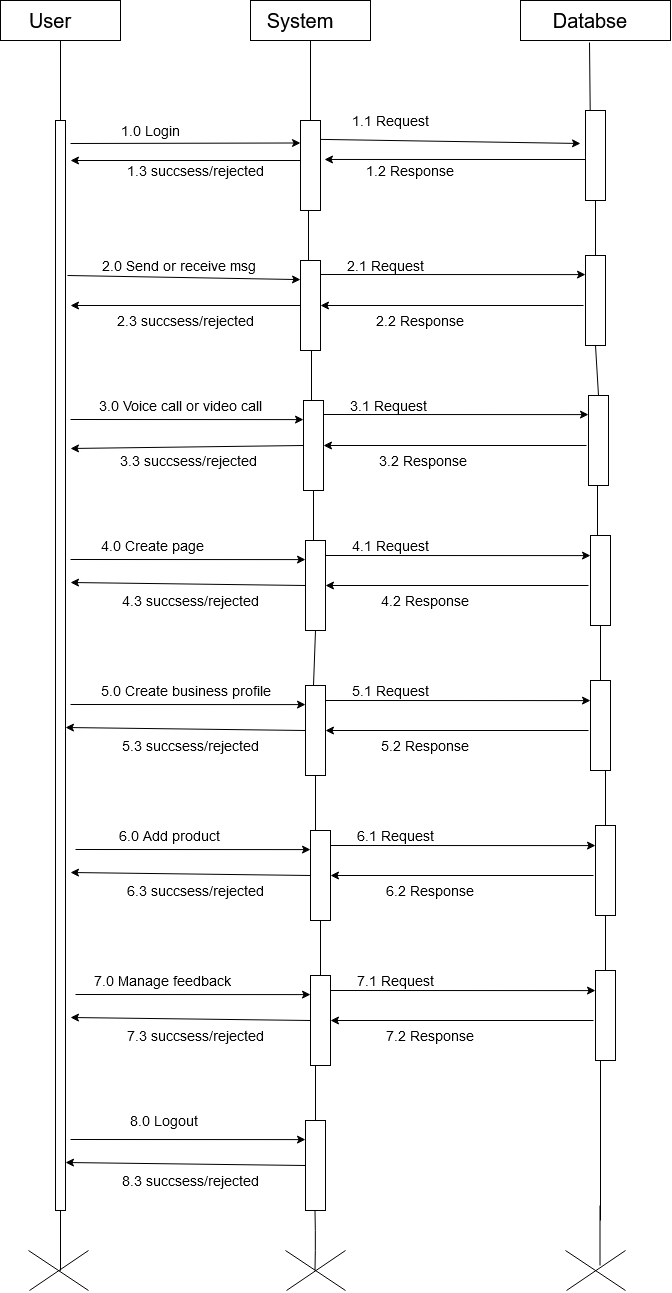 User
System
Databse
1.0 Login
1.1 Request
1.3 succsess/rejected
1.2 Response
2.0 Send or receive msg
2.1 Request
2.3 succsess/rejected
2.2 Response
3.0 Voice call or video call
3.1 Request
3.3 succsess/rejected
3.2 Response
4.0 Create page
4.1 Request
4.3 succsess/rejected
4.2 Response
5.0 Create business profile
5.1 Request
5.3 succsess/rejected
5.2 Response
6.0 Add product
6.1 Request
6.3 succsess/rejected
6.2 Response
7.0 Manage feedback
7.1 Request
7.3 succsess/rejected
7.2 Response
8.0 Logout
8.3 succsess/rejected